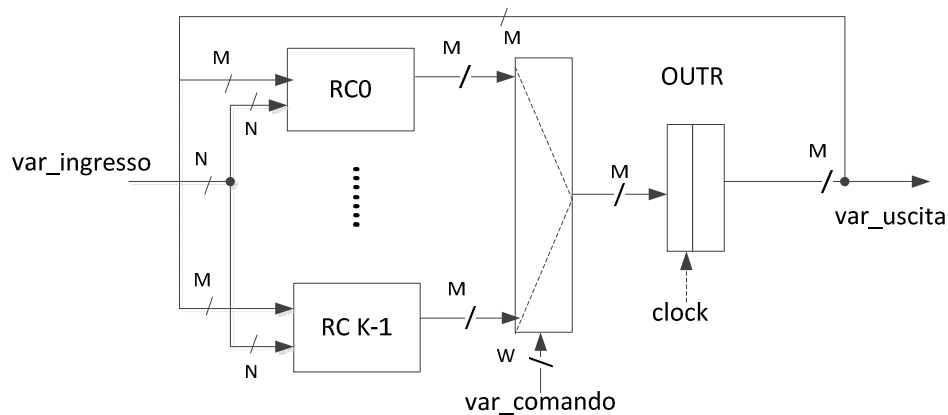 M
M
M
RC0
OUTR
N
var_ingresso
N
M
M
var_uscita
M
M
RC K-1
clock
N
W
var_comando